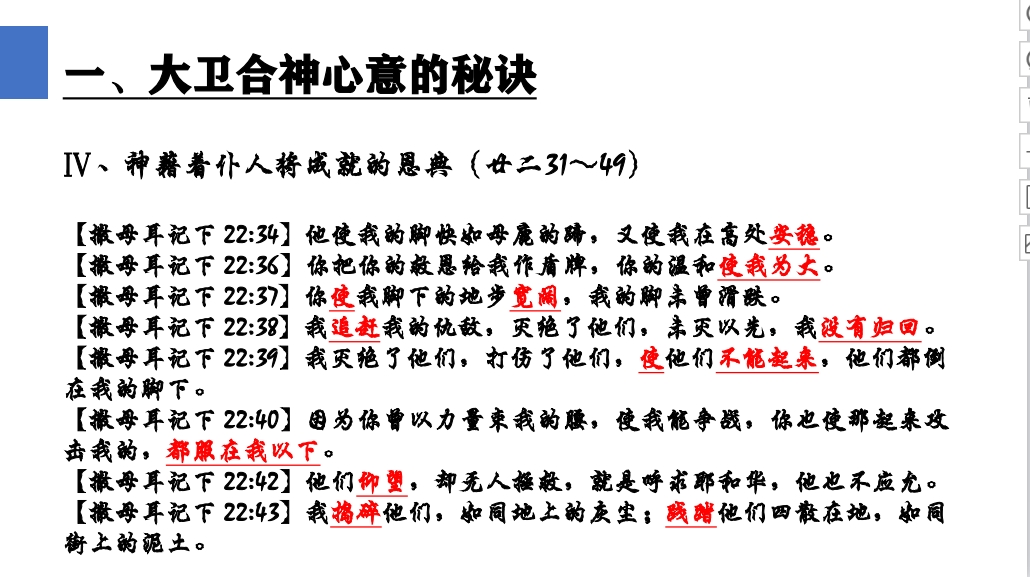 一、大卫合神心意的秘诀
IV、神藉着仆人将成就的恩典（廿二31～49）
【撒母耳记下 22:34】他使我的脚快如母鹿的蹄，又使我在高处安稳。
【撒母耳记下 22:36】你把你的救恩给我作盾牌，你的温和使我为大。
【撒母耳记下 22:37】你使我脚下的地步宽阔，我的脚未曾滑跌。
【撒母耳记下 22:38】我追赶我的仇敌，灭绝了他们，未灭以先，我没有归回。
【撒母耳记下 22:39】我灭绝了他们，打伤了他们，使他们不能起来，他们都倒
在我的脚下。
【撒母耳记下 22:40】因为你曾以力量束我的腰，使我能争战，你也使那起来攻
击我的，都服在我以下。
【撒母耳记下 22:42】他们仰望，却无人拯救，就是呼求耶和华，他也不应允。
【撒母耳记下 22:43】我捣碎他们，如同地上的灰尘；践踏他们四散在地，如同
街上的泥土。